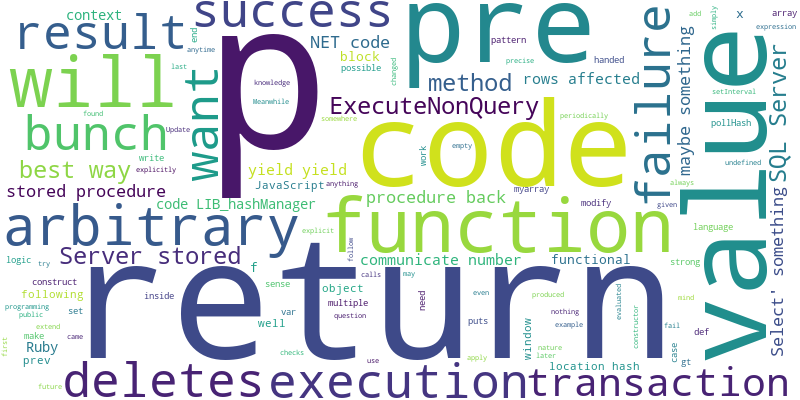 context
success
pre
result
NET code
pattern
x
array
add
simply
expression
end
anytime
block
possible
changed
precise
handed
will
last
want
p
knowledge
Meanwhile
method
rows affected
failure
maybe something
value
setInterval
SQL Server
bunch
found
Update
ExecuteNonQuery
code
somewhere
periodically
pollHash
best way
write
explicitly
yield yield
work
empty
undefined
stored procedure
JavaScript
anything
myarray
always
code LIB_hashManager
procedure back
modify
given
language
arbitrary
function
explicit
strong
Server stored
f
follow
communicate number
functional
Select' something
logic
try
return
calls
may
mind
construct
sense
object
inside
multiple
need
even
produced
evaluated
constructor
following
programming
public
set
var
well
question
puts
window
nothing
example
fail
def
make
extend
first
Ruby
came
checks
nature
later
case
prev
use
apply
location hash
gt
future
deletes
execution
transaction